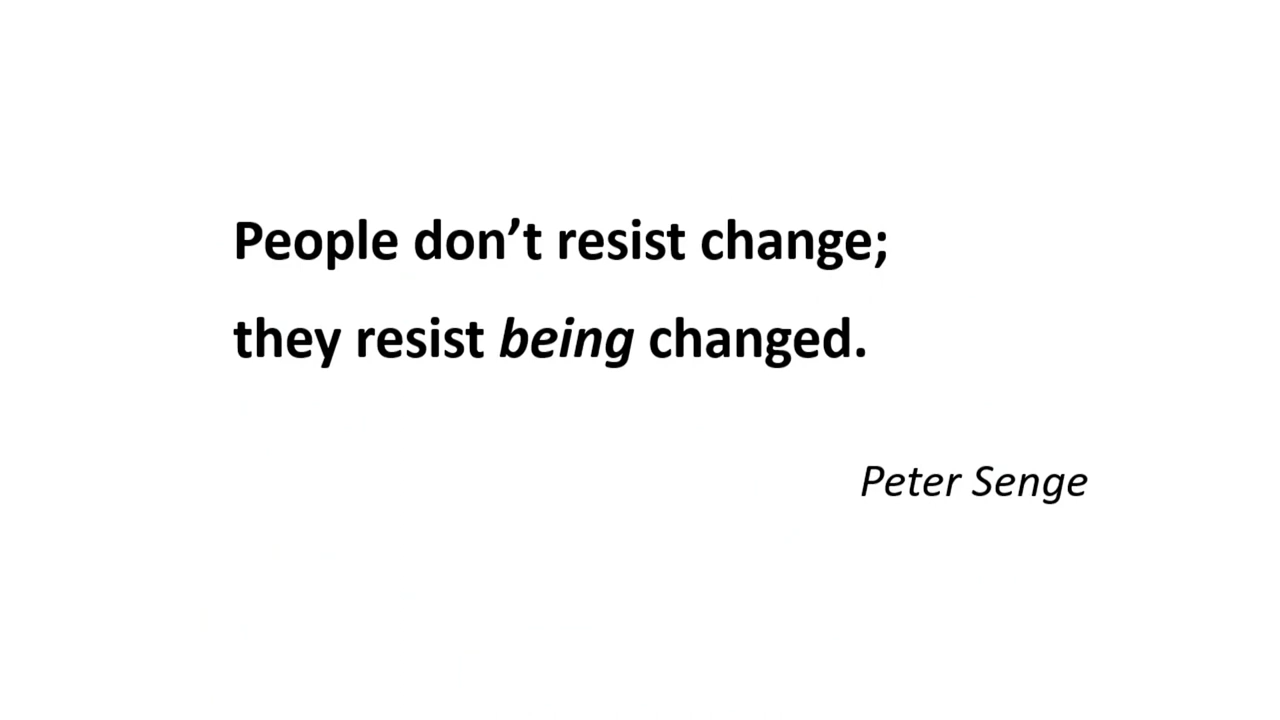 People don’t resist change;
they resist being changed.
Peter Senge